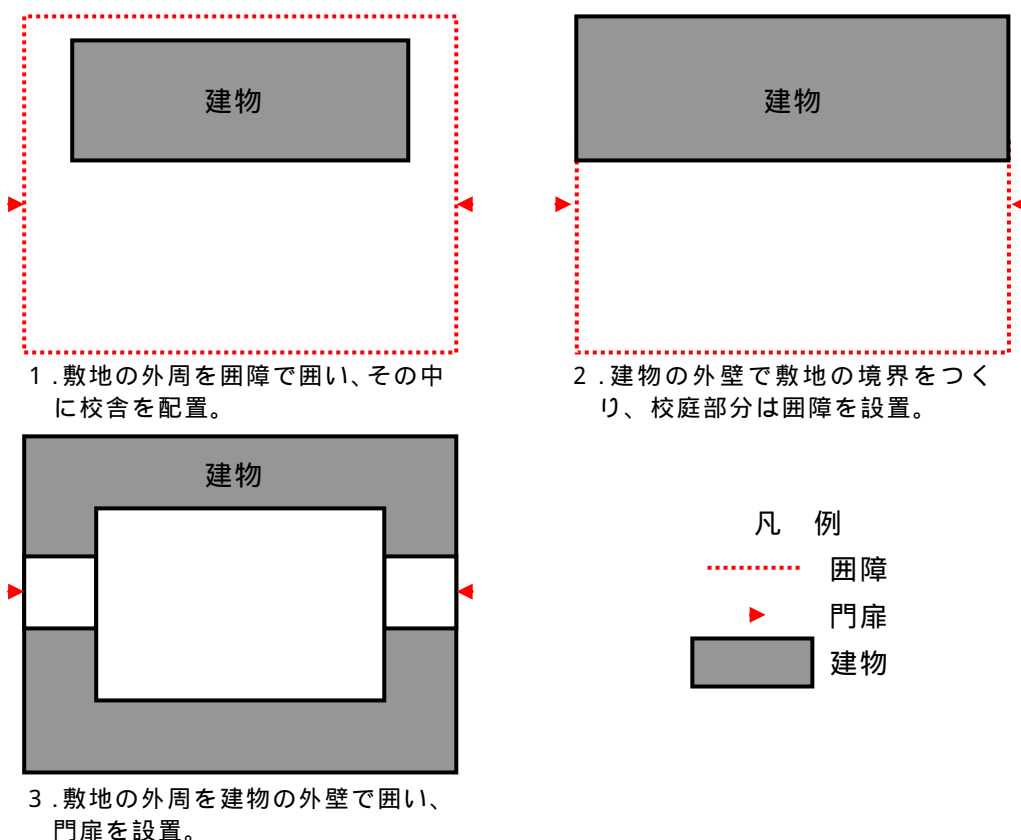 建物
建物
1.敷地の外周を囲障で囲い、その中
に校舎を配置。
2.建物の外壁で敷地の境界をつく
り、校庭部分は囲障を設置。
建物
3.敷地の外周を建物の外壁で囲い、
門扉を設置。
凡 例
囲障
門扉
建物